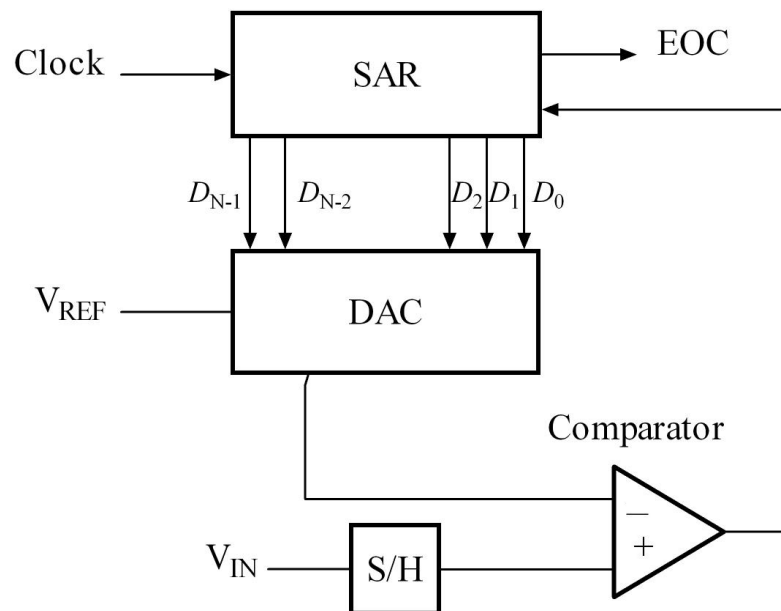 EOC
Clock
SAR
D_{N-1} D_{N-2} D_2 D_1 D_0
V_{REF}
DAC
Comparator
−
+
V_{IN}
S/H